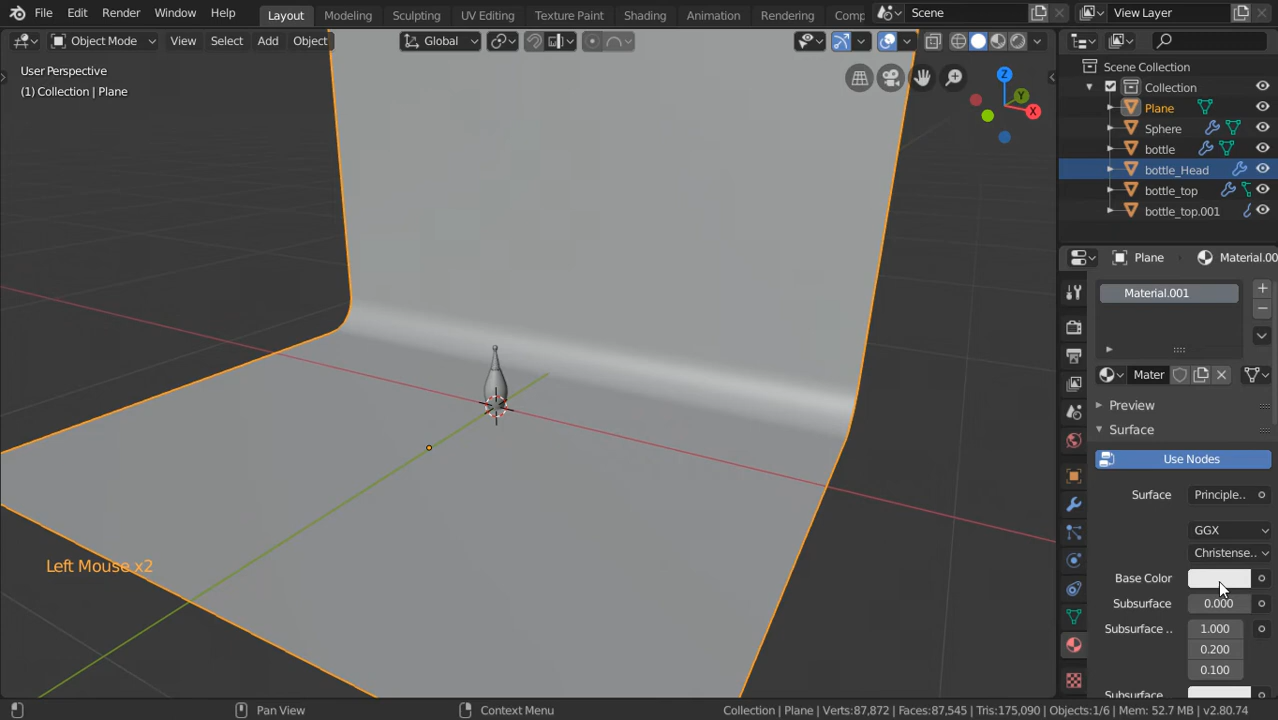 File Edit Render Window Help Layout Modeling Sculpting UV Editing Texture Paint Shading Animation Rendering Comp Scene View Layer
Object Mode View Select Add Object Global
User Perspective
(1) Collection | Plane
Z
Y
X
Scene Collection
Collection
Plane
Sphere
bottle
bottle_Head
bottle_top
bottle_top.001
Plane Material.00
Material.001
Mater
Preview
Surface
Use Nodes
Surface Principle..
GGX
Christense..
Base Color
Subsurface 0.000
Subsurface .. 1.000
0.200
0.100
Subsurface
Left Mouse x2
Pan View Context Menu Collection | Plane | Verts:87,872 | Faces:87,545 | Tris:175,090 | Objects:1/6 | Mem: 52.7 MB | v2.80.74